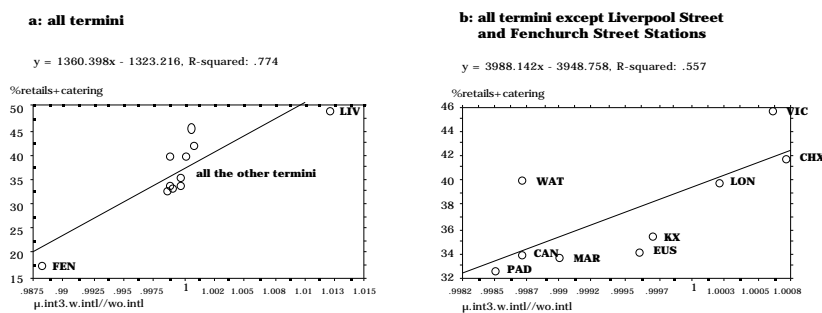 a: all termini
y = 1360.398x - 1323.216, R-squared: .774
%retails+catering
50
45
40
35
30
25
20
15
LIV
all the other termini
FEN
.9875 .99 .9925 .995 .9975 1 1.002 1.005 1.008 1.01 1.013 1.015
µ.int3.w.intl//wo.intl
b: all termini except Liverpool Street
and Fenchurch Street Stations
y = 3988.142x - 3948.758, R-squared: .557
%retails+catering
46
44
42
40
38
36
34
32
VIC
CHX
WAT
LON
KX
EUS
CAN
MAR
PAD
.9982 .9985 .9987 .999 .9992 .9995 .9997 1 1.0003 1.0005 1.0008
µ.int3.w.intl//wo.intl